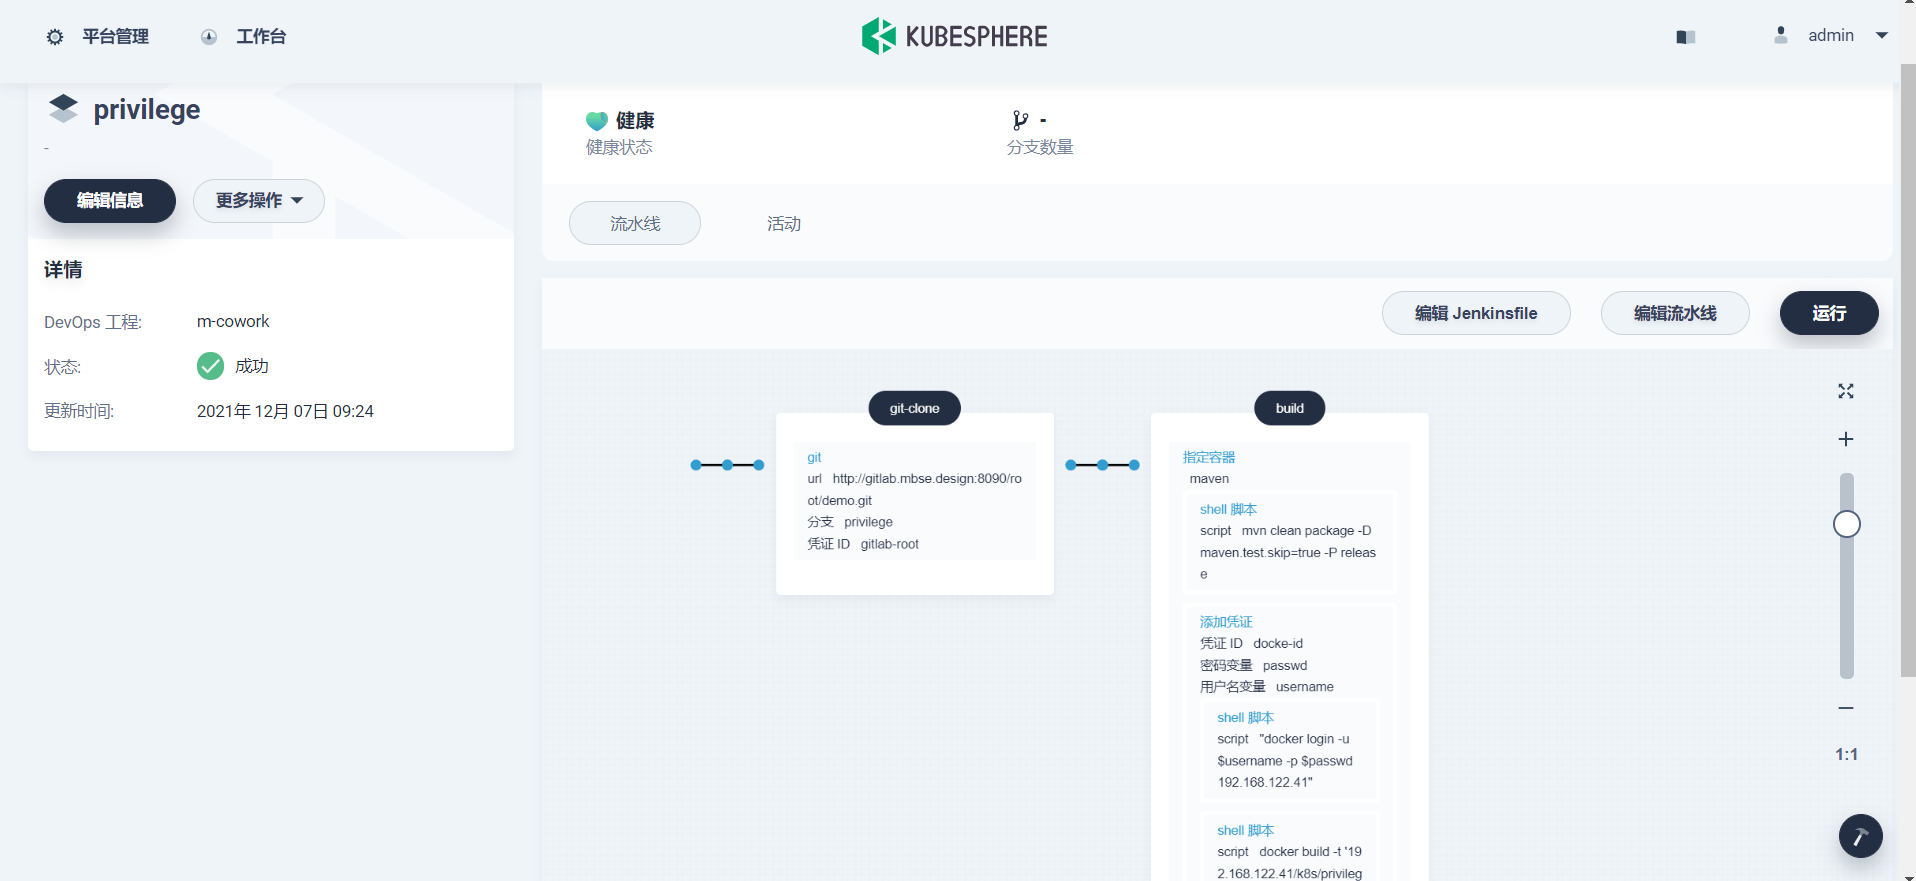 平台管理
工作台
KUBESPHERE
admin
privilege
-
编辑信息
更多操作
详情
DevOps 工程: m-cowork
状态: 成功
更新时间: 2021年 12月 07日 09:24
健康
健康状态
-
分支数量
流水线
活动
编辑 Jenkinsfile
编辑流水线
运行
git-clone
git
url http://gitlab.mbse.design:8090/ro
ot/demo.git
分支 privilege
凭证 ID gitlab-root
build
指定容器
maven
shell 脚本
script mvn clean package -D
maven.test.skip=true -P releas
e
添加凭证
凭证 ID docke-id
密码变量 passwd
用户名变量 username
shell 脚本
script "docker login -u
$username -p $passwd
192.168.122.41"
shell 脚本
script docker build -t '19
2.168.122.41/k8s/privileg
1:1